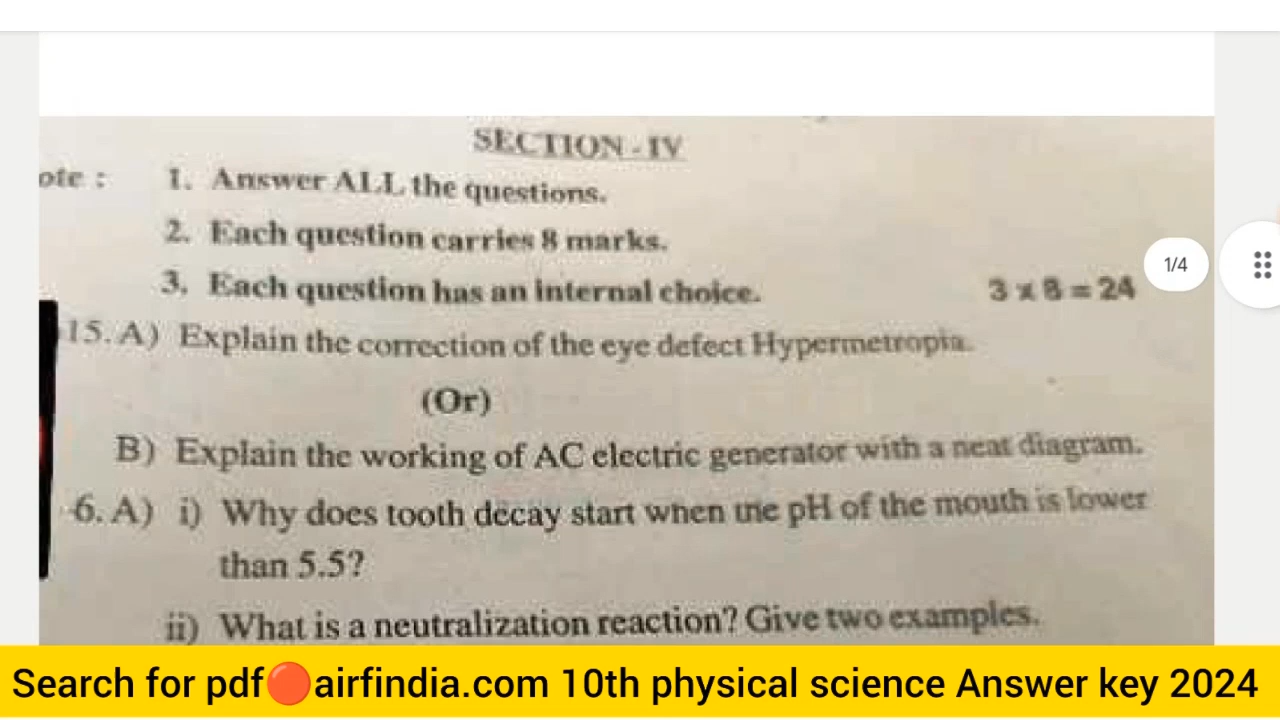 SECTION - IV
ote :
1. Answer ALL the questions.
2. Each question carries 8 marks.
3. Each question has an internal choice.
3 x 8 = 24
1/4
15. A) Explain the correction of the eye defect Hypermetropia.
(Or)
B) Explain the working of AC electric generator with a neat diagram.
6. A) i) Why does tooth decay start when the pH of the mouth is lower
than 5.5?
ii) What is a neutralization reaction? Give two examples.
Search for pdf🔴airfindia.com 10th physical science Answer key 2024